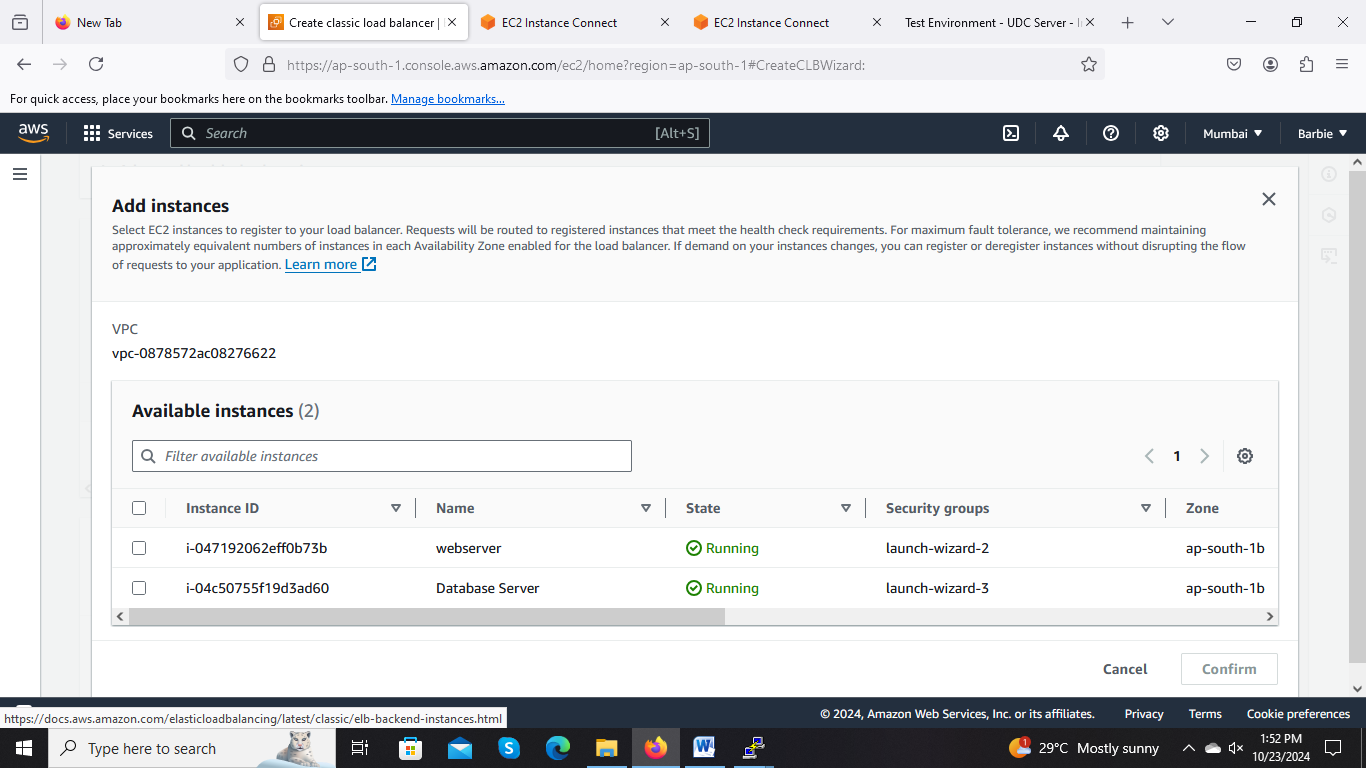 New Tab
Create classic load balancer |
EC2 Instance Connect
EC2 Instance Connect
Test Environment - UDC Server -
https://ap-south-1.console.aws.amazon.com/ec2/home?region=ap-south-1#CreateCLBWizard:
For quick access, place your bookmarks here on the bookmarks toolbar. Manage bookmarks...
aws
Services
Search
[Alt+S]
Mumbai
Barbie
Add instances
Select EC2 instances to register to your load balancer. Requests will be routed to registered instances that meet the health check requirements. For maximum fault tolerance, we recommend maintaining
approximately equivalent numbers of instances in each Availability Zone enabled for the load balancer. If demand on your instances changes, you can register or deregister instances without disrupting the flow
of requests to your application. Learn more
VPC
vpc-0878572ac08276622
Available instances (2)
Filter available instances
1
Instance ID Name State Security groups Zone
i-047192062eff0b73b webserver Running launch-wizard-2 ap-south-1b
i-04c50755f19d3ad60 Database Server Running launch-wizard-3 ap-south-1b
Cancel Confirm
https://docs.aws.amazon.com/elasticloadbalancing/latest/classic/elb-backend-instances.html
© 2024, Amazon Web Services, Inc. or its affiliates. Privacy Terms Cookie preferences
Type here to search
1
29°C Mostly sunny
1:52 PM
10/23/2024